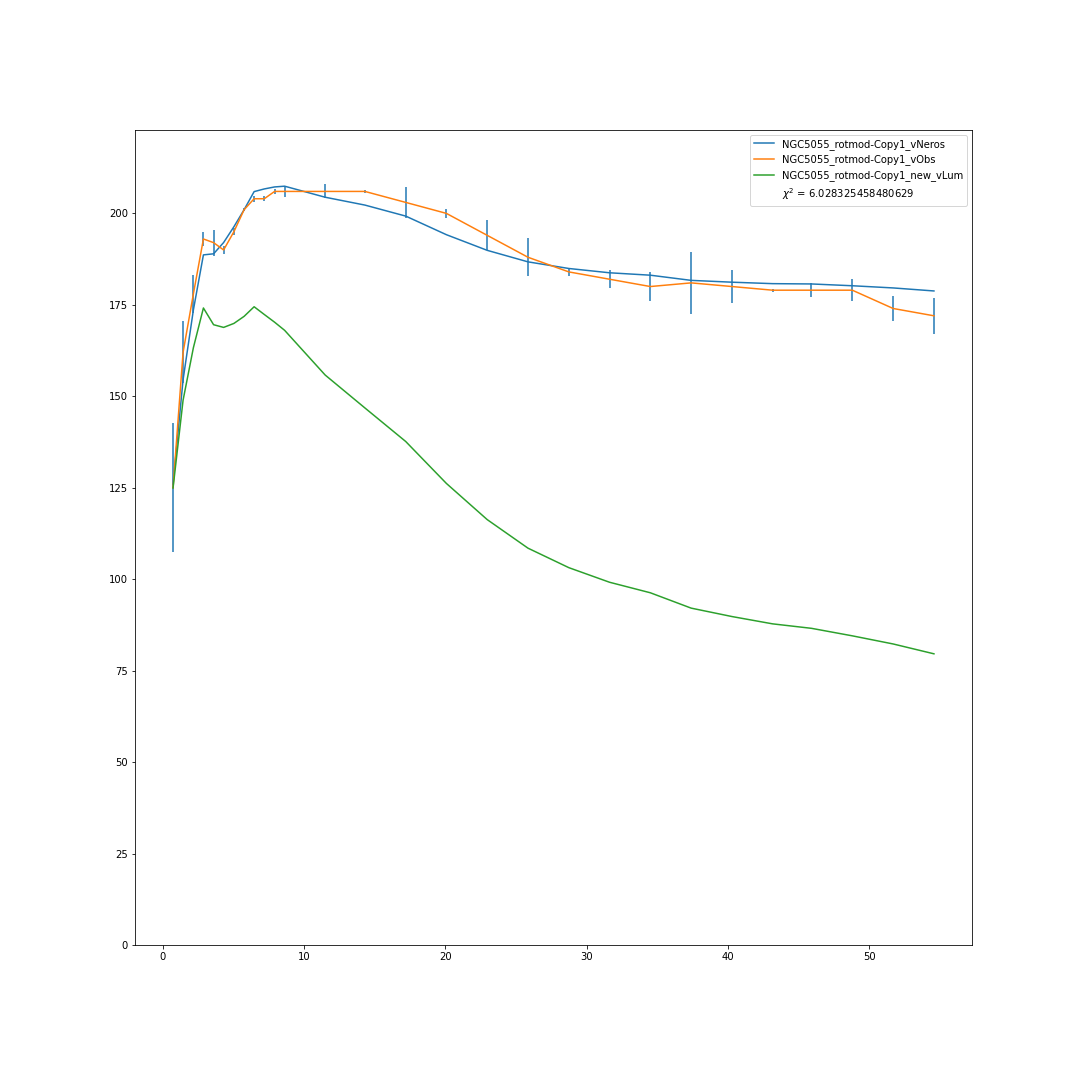 NGC5055_rotmod-Copy1_vNeros
NGC5055_rotmod-Copy1_vObs
NGC5055_rotmod-Copy1_new_vLum
χ² = 6.028325458480629
200
175
150
125
100
75
50
25
0
0 10 20 30 40 50